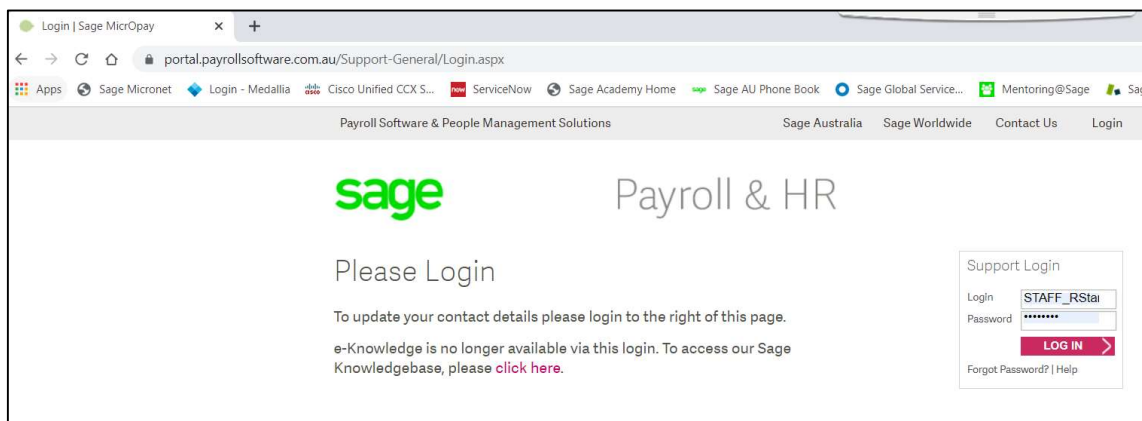 Login | Sage MicrOpay
portal.payrollsoftware.com.au/Support-General/Login.aspx
Apps Sage Micronet Login - Medallia Cisco Unified CCX S... now ServiceNow Sage Academy Home sage Sage AU Phone Book Sage Global Service... Mentoring@Sage
Payroll Software & People Management Solutions Sage Australia Sage Worldwide Contact Us Login
sage Payroll & HR
Please Login
To update your contact details please login to the right of this page.
e-Knowledge is no longer available via this login. To access our Sage
Knowledgebase, please click here.
Support Login
Login STAFF_RStar
Password ••••••••
LOG IN
Forgot Password? | Help